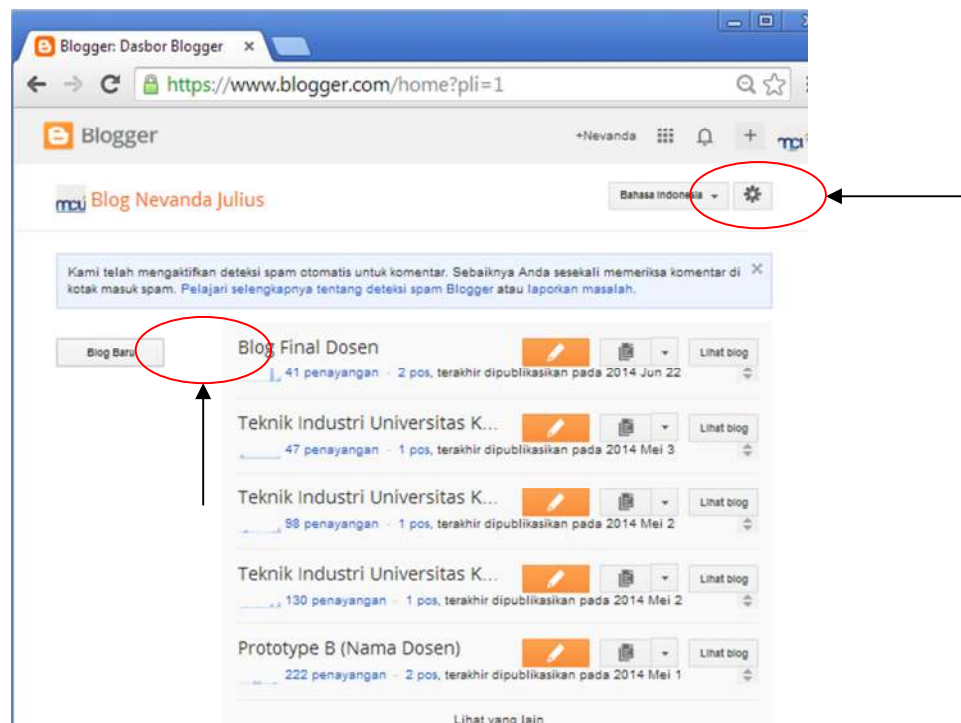 Blogger: Dasbor Blogger ×
https://www.blogger.com/home?pli=1
Blogger
+Nevanda
mcu Blog Nevanda Julius
Bahasa Indonesia
Kami telah mengaktifkan deteksi spam otomatis untuk komentar. Sebaiknya Anda sesekali memeriksa komentar di
kotak masuk spam. Pelajari selengkapnya tentang deteksi spam Blogger atau laporkan masalah.
Blog Baru
Blog Final Dosen
Lihat blog
41 penayangan - 2 pos, terakhir dipublikasikan pada 2014 Jun 22
Teknik Industri Universitas K...
Lihat blog
47 penayangan - 1 pos, terakhir dipublikasikan pada 2014 Mei 3
Teknik Industri Universitas K...
Lihat blog
98 penayangan - 1 pos, terakhir dipublikasikan pada 2014 Mei 2
Teknik Industri Universitas K...
Lihat blog
130 penayangan - 1 pos, terakhir dipublikasikan pada 2014 Mei 2
Prototype B (Nama Dosen)
Lihat blog
222 penayangan - 2 pos, terakhir dipublikasikan pada 2014 Mei 1
Lihat yang lain